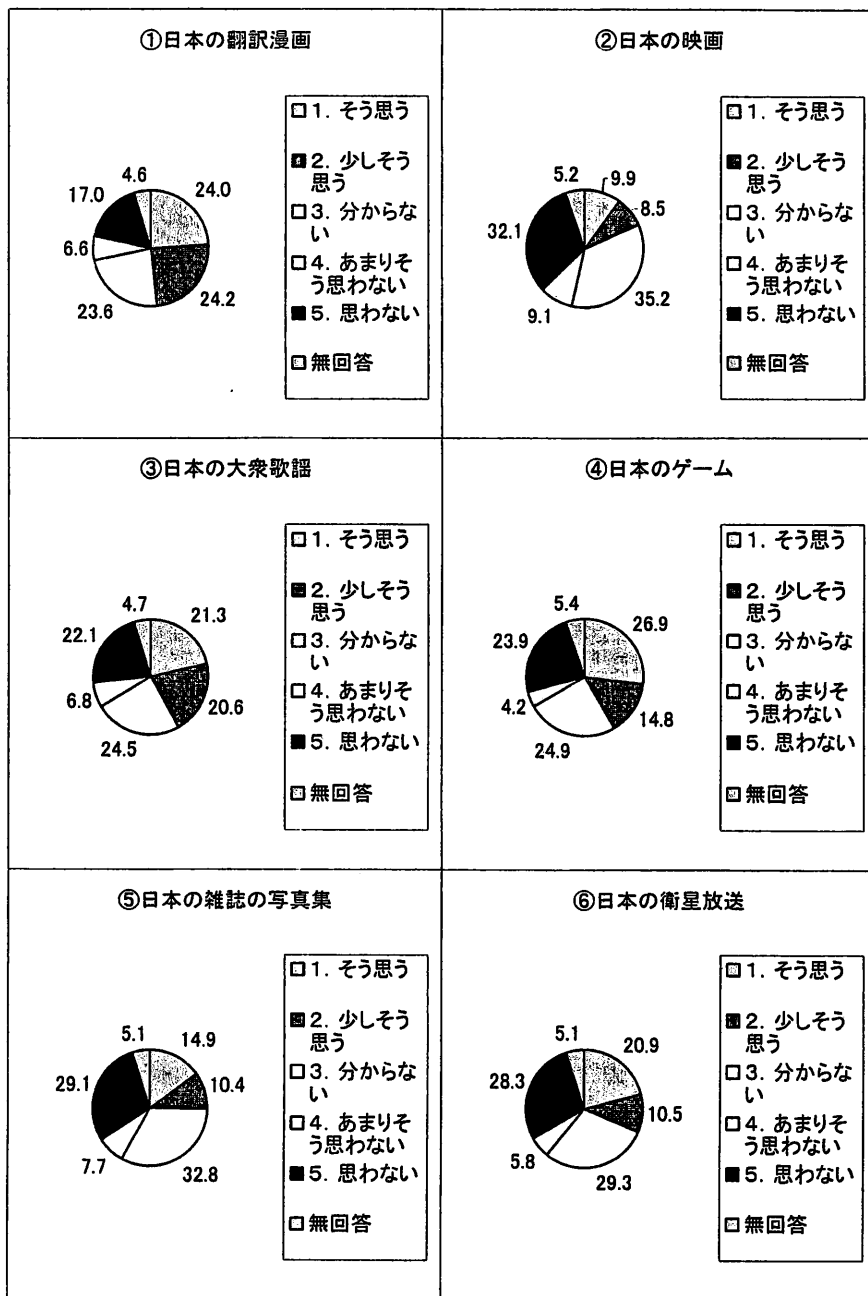 ①日本の翻訳漫画
4.6
24.0
17.0
6.6
23.6
24.2
1. そう思う
2. 少しそう
思う
3. 分からな
い
4. あまりそ
う思わない
5. 思わない
無回答
②日本の映画
5.2
9.9
8.5
32.1
9.1
35.2
1. そう思う
2. 少しそう
思う
3. 分からな
い
4. あまりそ
う思わない
5. 思わない
無回答
③日本の大衆歌謡
4.7
21.3
22.1
6.8
20.6
24.5
1. そう思う
2. 少しそう
思う
3. 分からな
い
4. あまりそ
う思わない
5. 思わない
無回答
④日本のゲーム
5.4
26.9
23.9
4.2
14.8
24.9
1. そう思う
2. 少しそう
思う
3. 分からな
い
4. あまりそ
う思わない
5. 思わない
無回答
⑤日本の雑誌の写真集
5.1
14.9
29.1
10.4
7.7
32.8
1. そう思う
2. 少しそう
思う
3. 分からな
い
4. あまりそ
う思わない
5. 思わない
無回答
⑥日本の衛星放送
5.1
20.9
28.3
10.5
5.8
29.3
1. そう思う
2. 少しそう
思う
3. 分からな
い
4. あまりそ
う思わない
5. 思わない
無回答